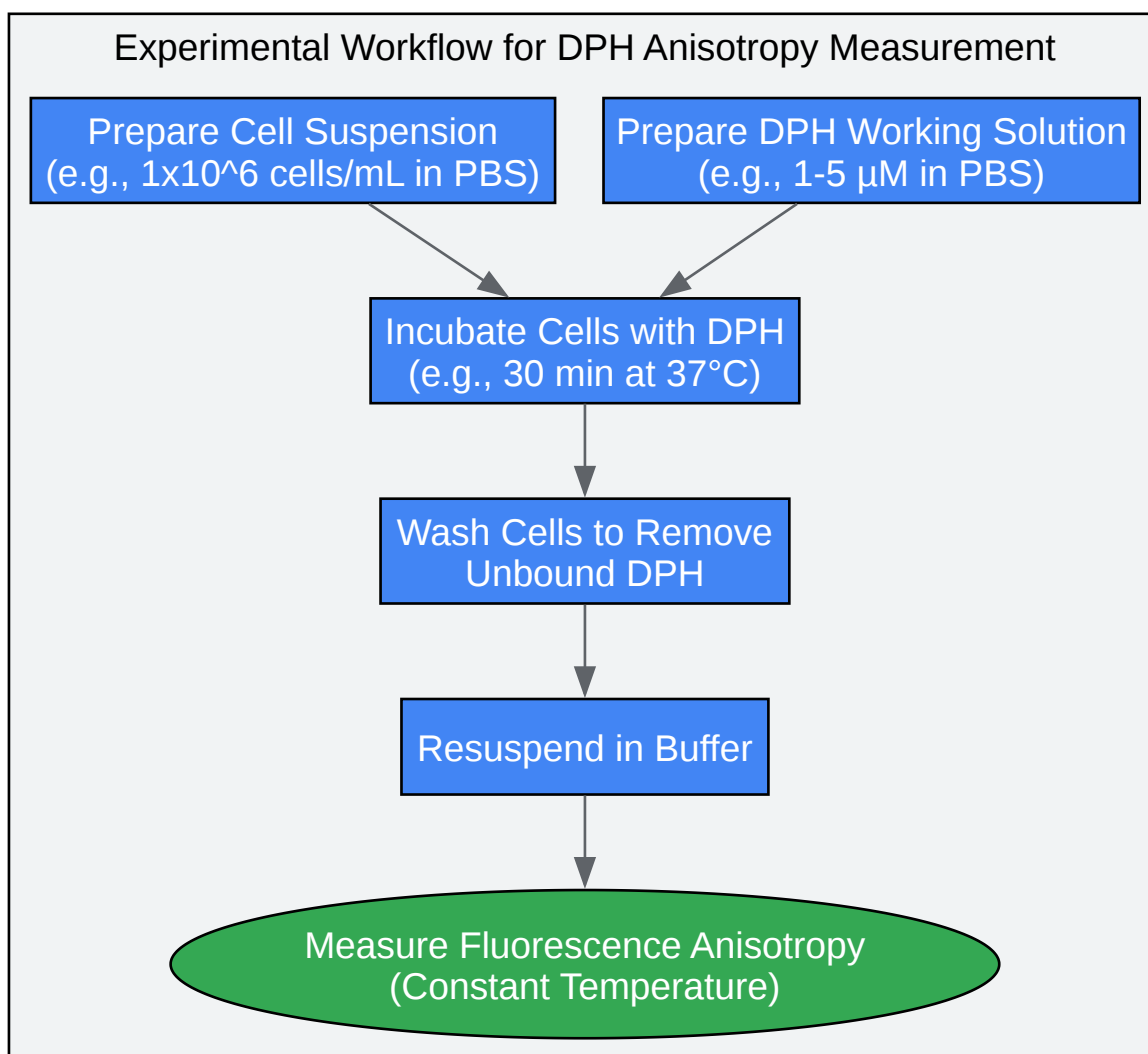 Experimental Workflow for DPH Anisotropy Measurement
Prepare Cell Suspension
(e.g., 1x10^6 cells/mL in PBS)
Prepare DPH Working Solution
(e.g., 1-5 µM in PBS)
Incubate Cells with DPH
(e.g., 30 min at 37°C)
Wash Cells to Remove
Unbound DPH
Resuspend in Buffer
Measure Fluorescence Anisotropy
(Constant Temperature)